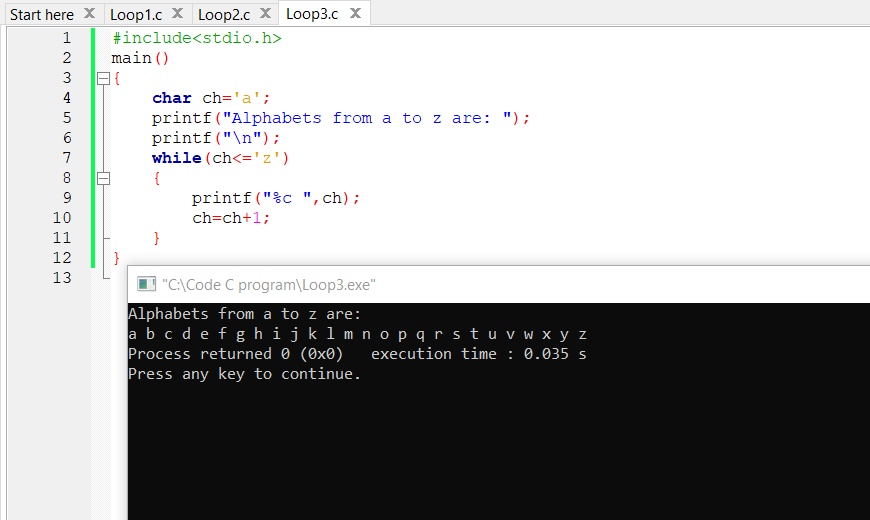 Start here Loop1.c Loop2.c Loop3.c
1 #include<stdio.h>
2 main()
3 {
4 char ch='a';
5 printf("Alphabets from a to z are: ");
6 printf("\n");
7 while(ch<='z')
8 {
9 printf("%c ",ch);
10 ch=ch+1;
11 }
12 }
13
"C:\Code C program\Loop3.exe"
Alphabets from a to z are:
a b c d e f g h i j k l m n o p q r s t u v w x y z
Process returned 0 (0x0)   execution time : 0.035 s
Press any key to continue.